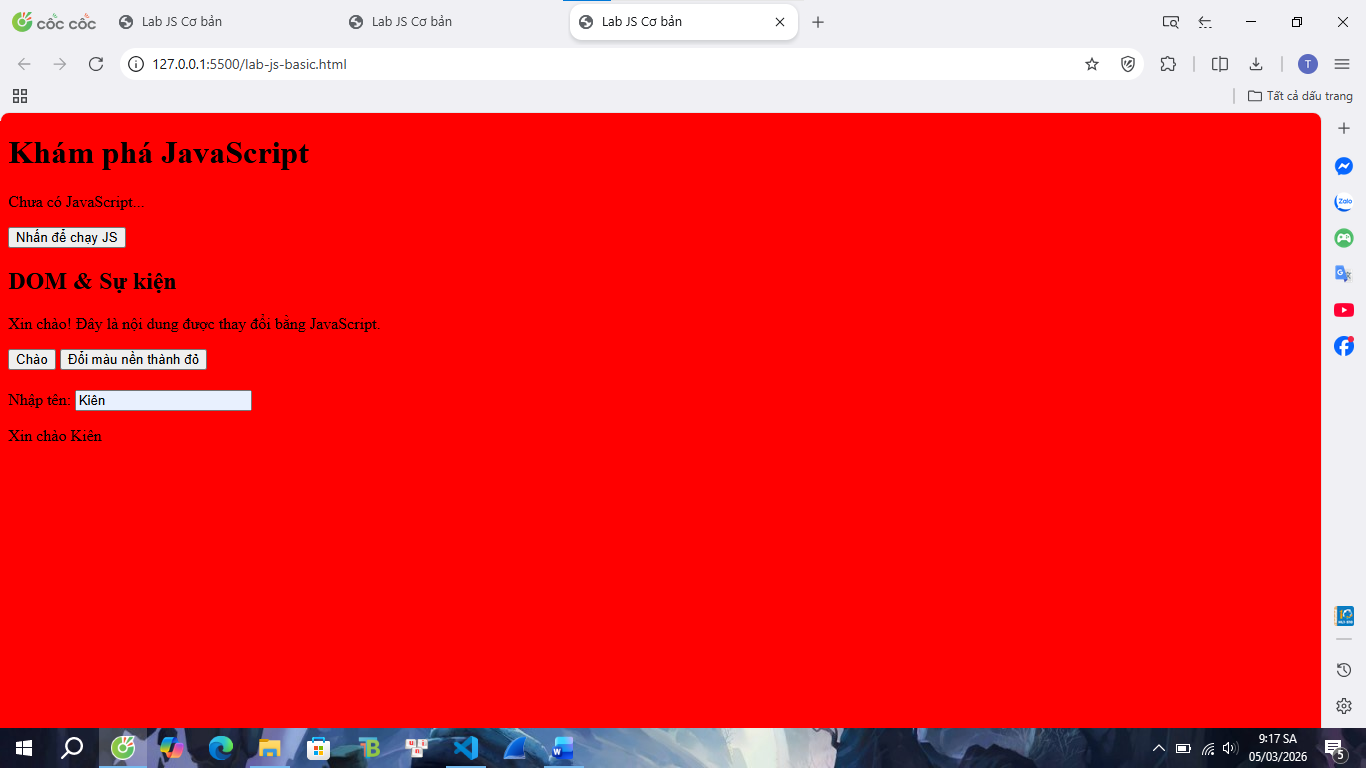 cốc cốc
Lab JS Cơ bản
Lab JS Cơ bản
Lab JS Cơ bản
127.0.0.1:5500/lab-js-basic.html
T
Tất cả dấu trang
Khám phá JavaScript
Chưa có JavaScript...
Nhấn để chạy JS
DOM & Sự kiện
Xin chào! Đây là nội dung được thay đổi bằng JavaScript.
Chào Đổi màu nền thành đỏ
Nhập tên: Kiên
Xin chào Kiên
Zalo
9:17 SA
05/03/2026
5